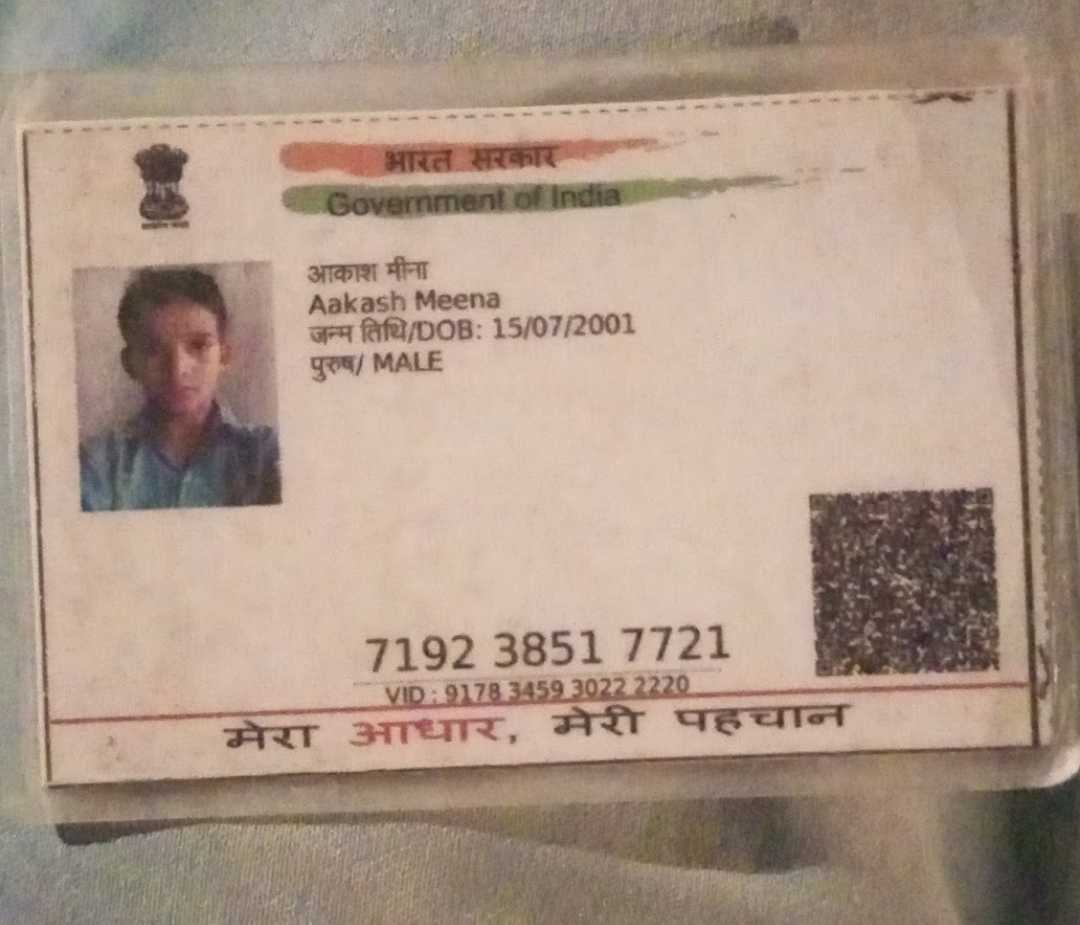 भारत सरकार
Government of India
आकाश मीना
Aakash Meena
जन्म तिथि/DOB: 15/07/2001
पुरुष/ MALE
7192 3851 7721
VID : 9178 3459 3022 2220
मेरा आधार, मेरी पहचान